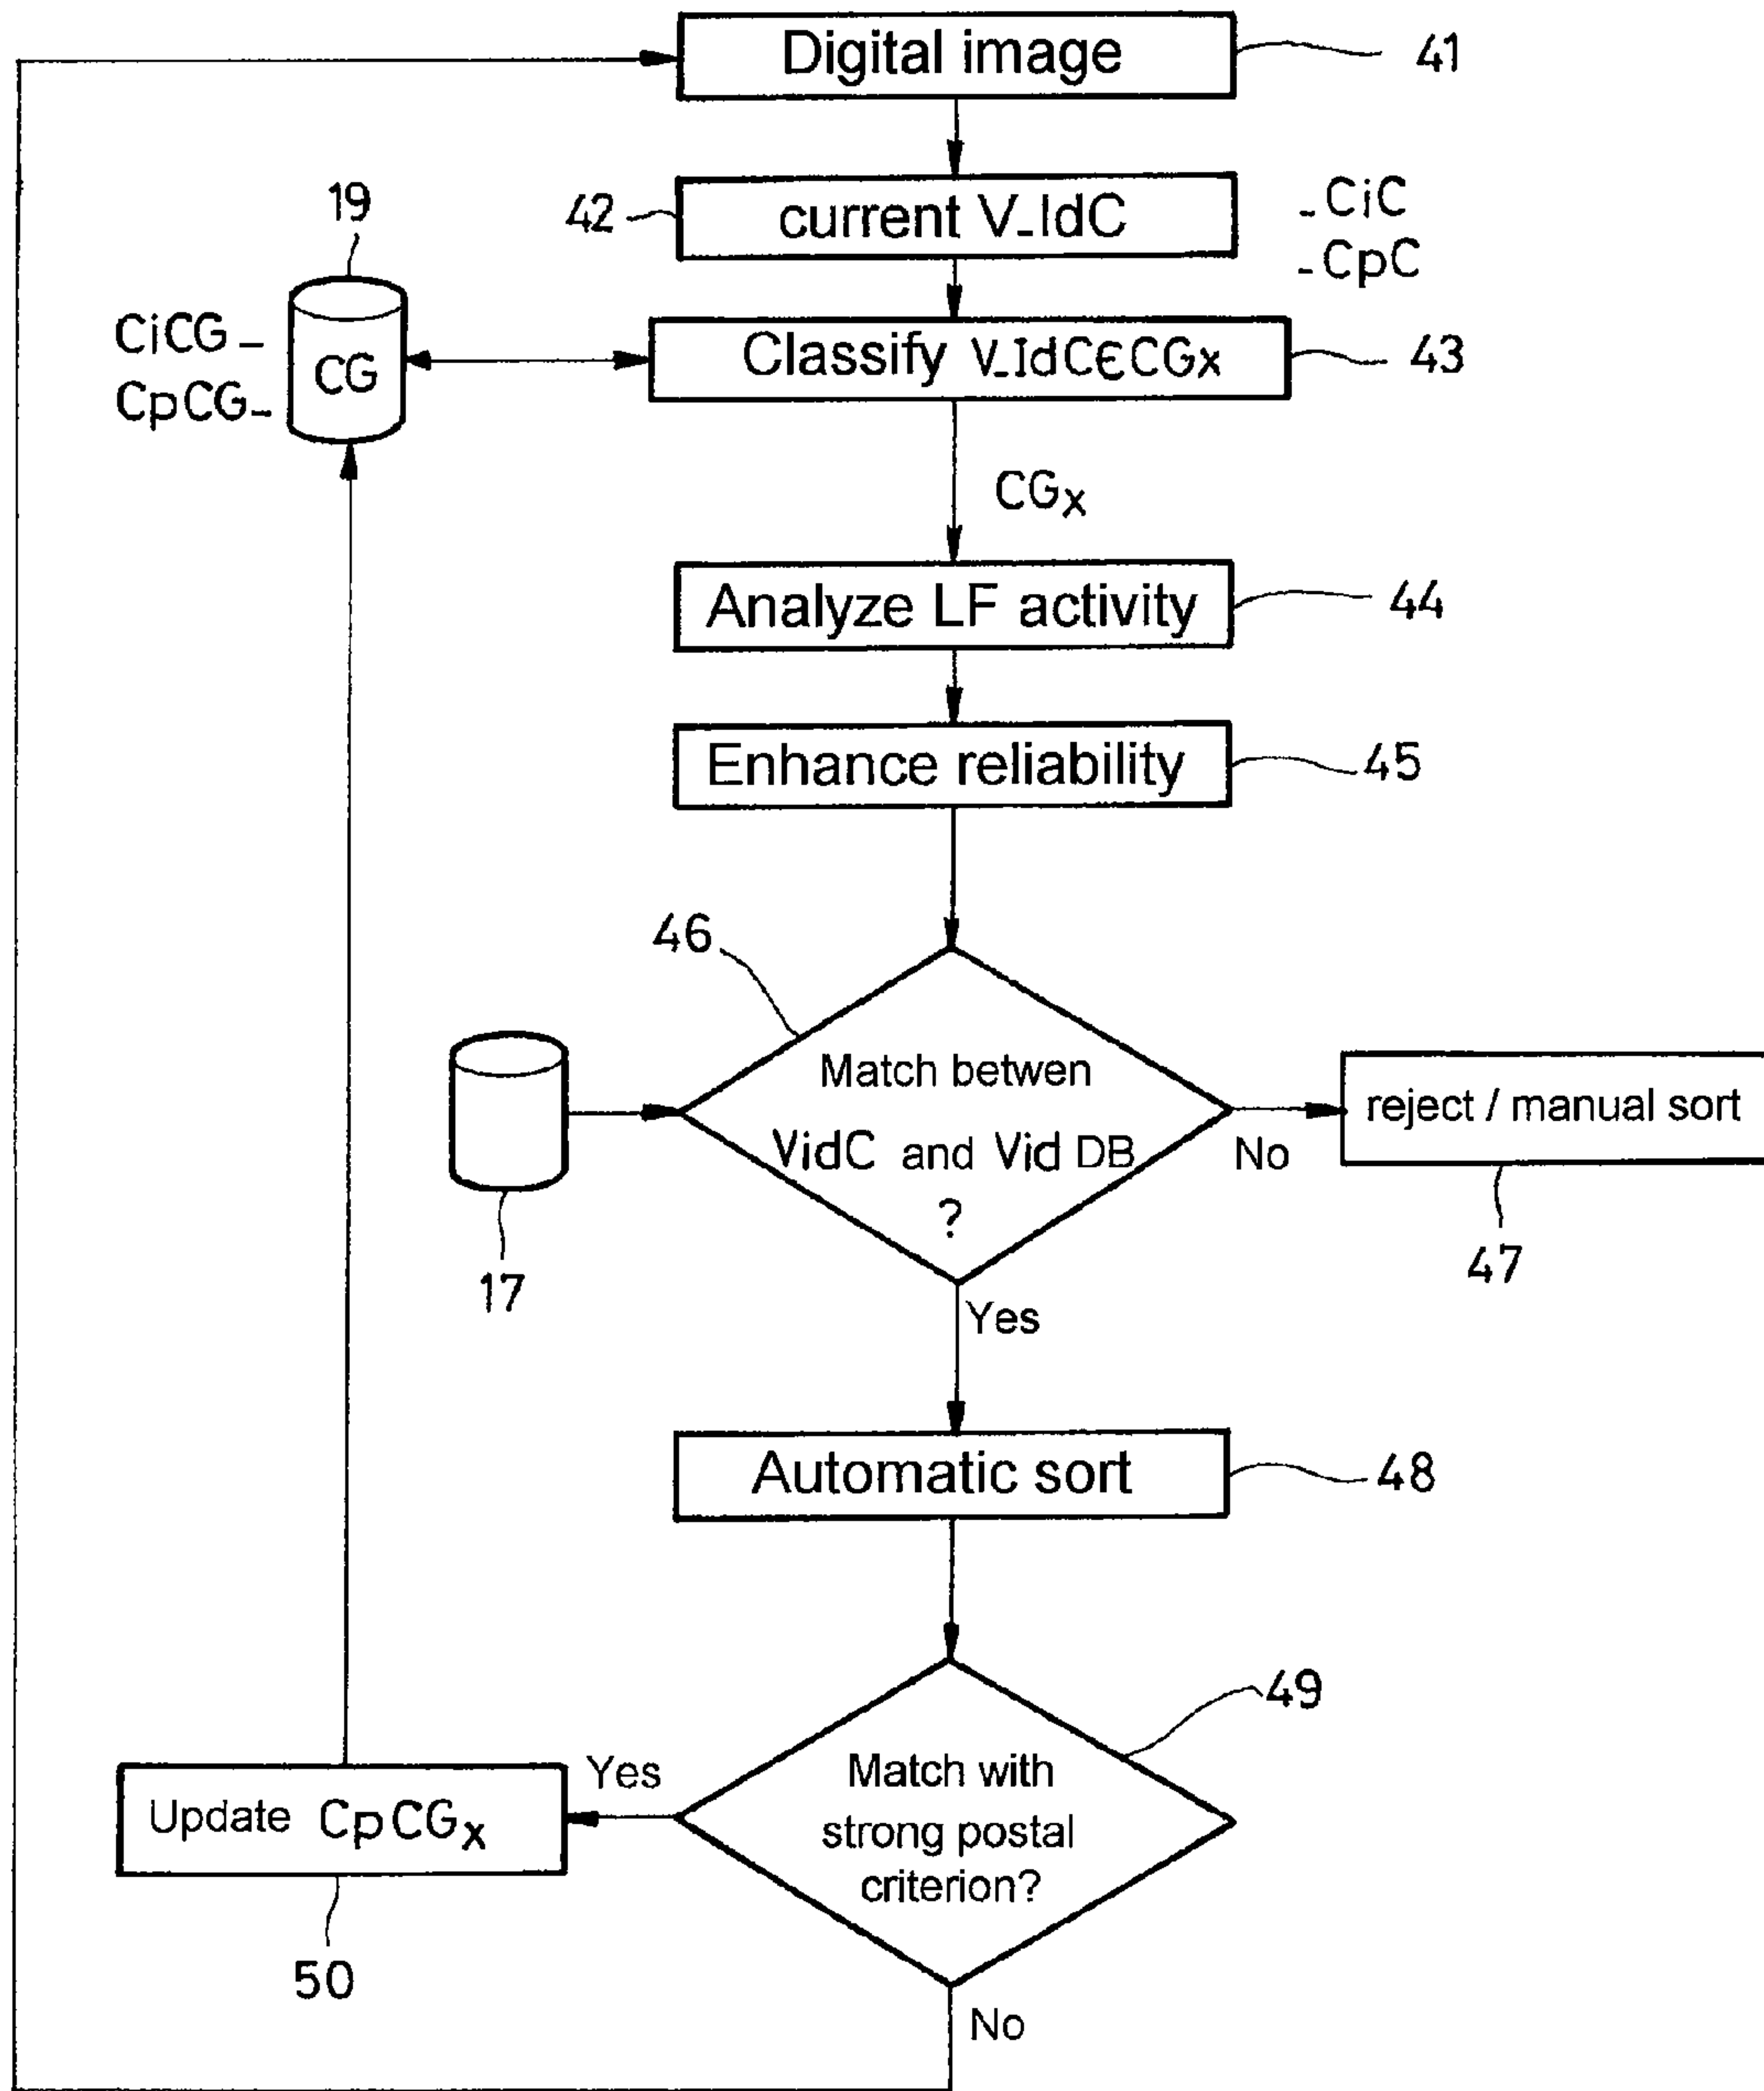 Digital image
41
42
current V_IdC
-CiC
-CpC
19
CiCG-
CpCG-
CG
Classify V_IdC∈CGx
43
CGx
Analyze LF activity
44
Enhance reliability
45
46
Match betwen
VidC and Vid DB
?
No
reject / manual sort
47
17
Yes
Automatic sort
48
49
Match with
strong postal
criterion?
Yes
Update CpCGx
50
No